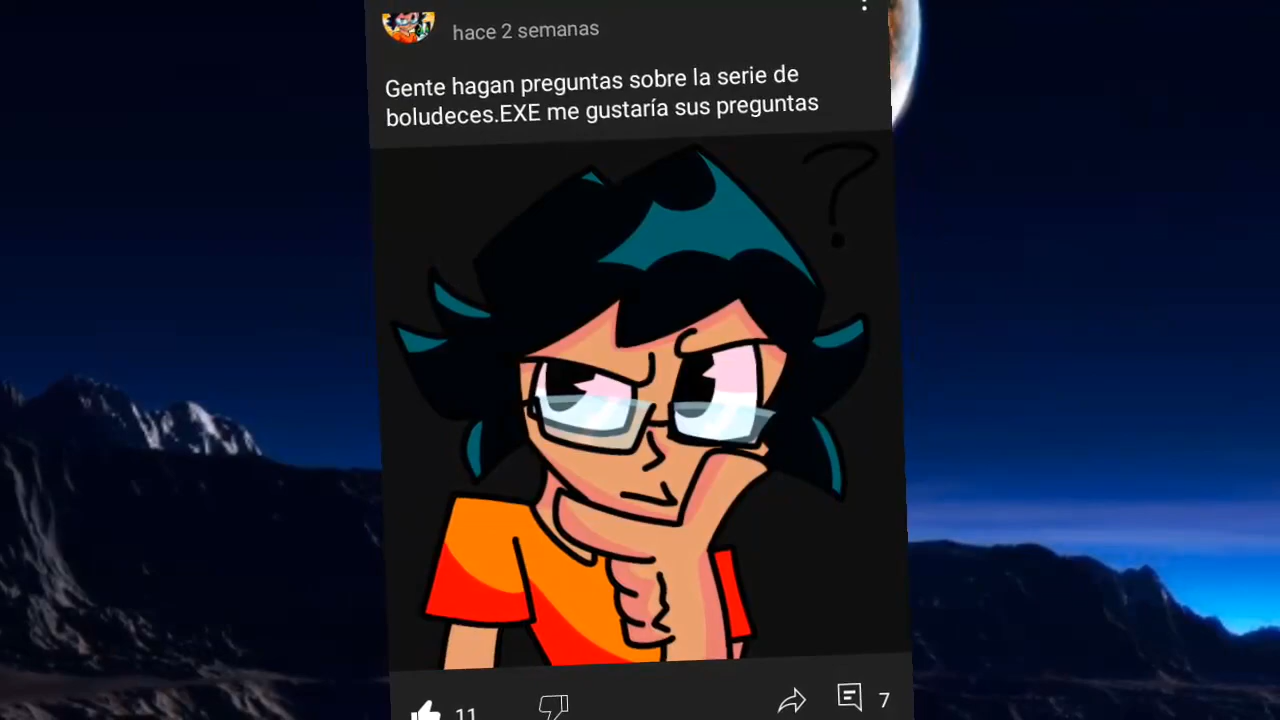 hace 2 semanas
Gente hagan preguntas sobre la serie de
boludeces.EXE me gustaría sus preguntas
?
11
7